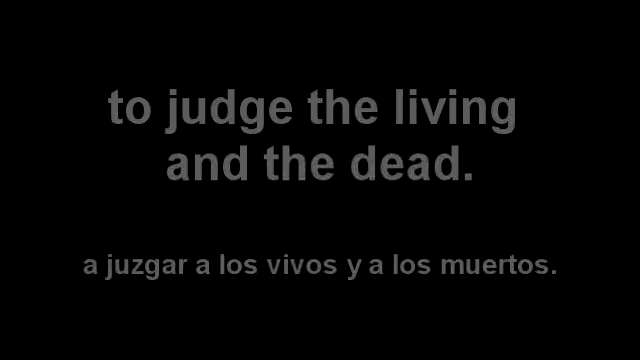 to judge the living
and the dead.
a juzgar a los vivos y a los muertos.